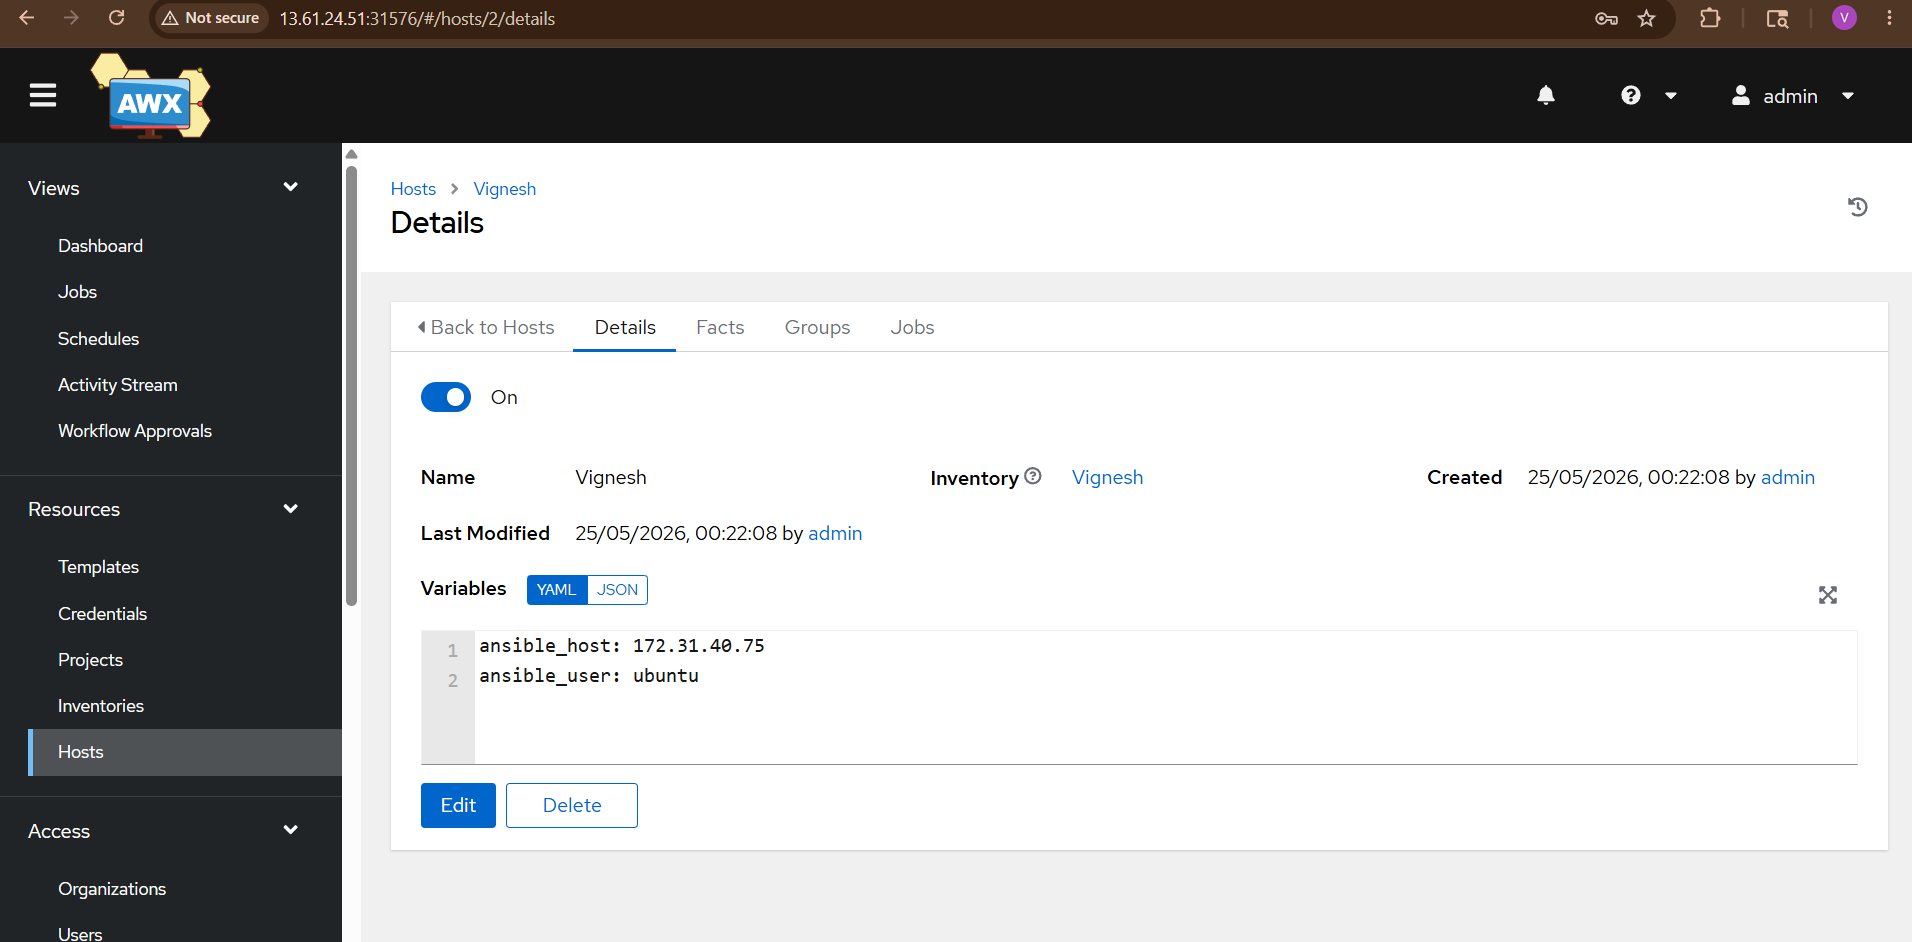 Not secure 13.61.24.51:31576/#/hosts/2/details V
AWX admin
Views
Dashboard
Jobs
Schedules
Activity Stream
Workflow Approvals
Resources
Templates
Credentials
Projects
Inventories
Hosts
Access
Organizations
Users
Hosts > Vignesh
Details
Back to Hosts Details Facts Groups Jobs
On
Name Vignesh Inventory Vignesh Created 25/05/2026, 00:22:08 by admin
Last Modified 25/05/2026, 00:22:08 by admin
Variables YAML JSON
1 ansible_host: 172.31.40.75
2 ansible_user: ubuntu
Edit Delete